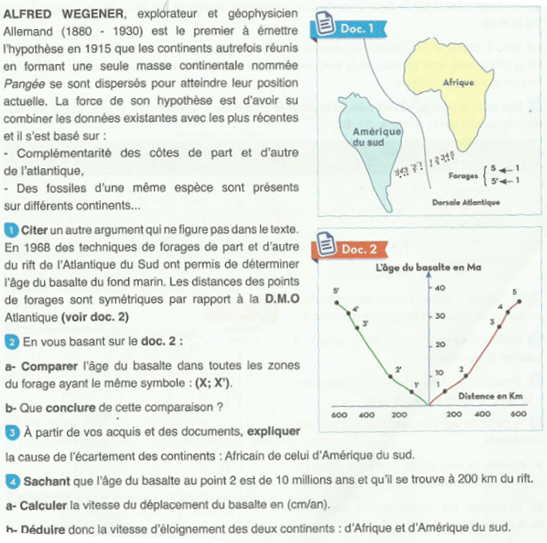 ALFRED WEGENER, explorateur et géophysicien
Allemand (1880 - 1930) est le premier à émettre
l'hypothèse en 1915 que les continents autrefois réunis
en formant une seule masse continentale nommée
Pangée se sont dispersés pour atteindre leur position
actuelle. La force de son hypothèse est d'avoir su
combiner les données existantes avec les plus récentes
et il s'est basé sur :
- Complémentarité des côtes de part et d'autre
de l'atlantique,
- Des fossiles d'une même espèce sont présents
sur différents continents...
1 Citer un autre argument qui ne figure pas dans le texte.
En 1968 des techniques de forages de part et d'autre
du rift de l'Atlantique du Sud ont permis de déterminer
l'âge du basalte du fond marin. Les distances des points
de forages sont symétriques par rapport à la D.M.O
Atlantique (voir doc. 2)
2 En vous basant sur le doc. 2 :
a- Comparer l'âge du basalte dans toutes les zones
du forage ayant le même symbole : (X; X').
b- Que conclure de cette comparaison ?
3 À partir de vos acquis et des documents, expliquer
la cause de l'écartement des continents : Africain de celui d'Amérique du sud.
4 Sachant que l'âge du basalte au point 2 est de 10 millions ans et qu'il se trouve à 200 km du rift.
a- Calculer la vitesse du déplacement du basalte en (cm/an).
b- Déduire donc la vitesse d'éloignement des deux continents : d'Afrique et d'Amérique du sud.
Doc. 1
Afrique
Amérique
du sud
1 2 3 4 5
Forages
5 1
5' 1
Dorsale Atlantique
Doc. 2
L'âge du basalte en Ma
5' 4' 3' 2' 1'
1 2 3 4 5
40
30
20
10
Distance en Km
600 400 200 200 400 600